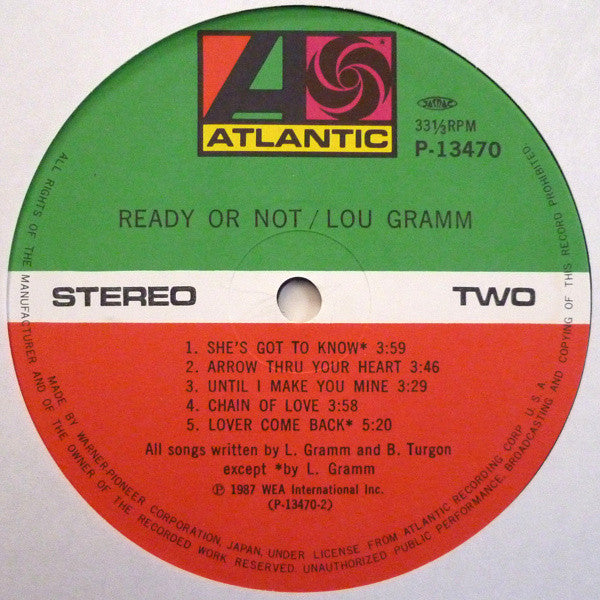 ATLANTIC
JASRAC
33⅓RPM
P-13470
READY OR NOT / LOU GRAMM
STEREO
TWO
1. SHE'S GOT TO KNOW* 3:59
2. ARROW THRU YOUR HEART 3:46
3. UNTIL I MAKE YOU MINE 3:29
4. CHAIN OF LOVE 3:58
5. LOVER COME BACK* 5:20
All songs written by L. Gramm and B. Turgon
except *by L. Gramm
℗ 1987 WEA International Inc.
(P-13470-2)
MADE BY WARNER-PIONEER CORPORATION, JAPAN, UNDER LICENSE FROM ATLANTIC RECORDING CORP. U.S.A.
ALL RIGHTS OF THE MANUFACTURER AND OF THE OWNER OF THE RECORDED WORK RESERVED. UNAUTHORIZED PUBLIC PERFORMANCE, BROADCASTING AND COPYING OF THIS RECORD PROHIBITED